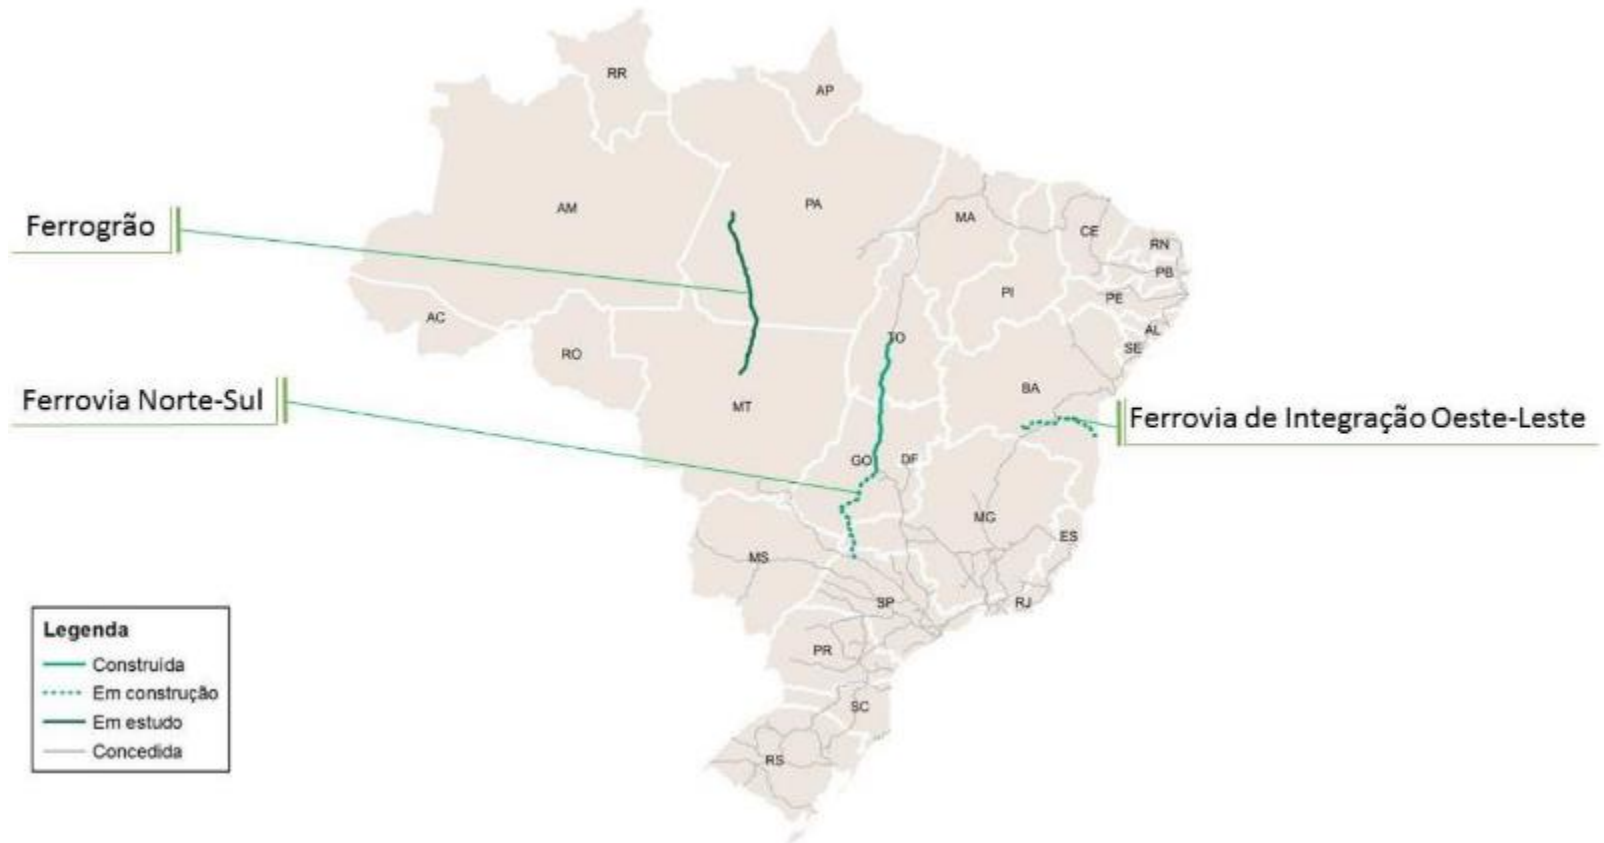 RR
AP
AM
PA
MA
CE
RN
PB
PI
PE
AL
SE
AC
RO
TO
BA
MT
GO
DF
MG
ES
MS
SP
RJ
PR
SC
RS
Ferrogrão
Ferrovia Norte-Sul
Ferrovia de Integração Oeste-Leste
Legenda
Construída
Em construção
Em estudo
Concedida